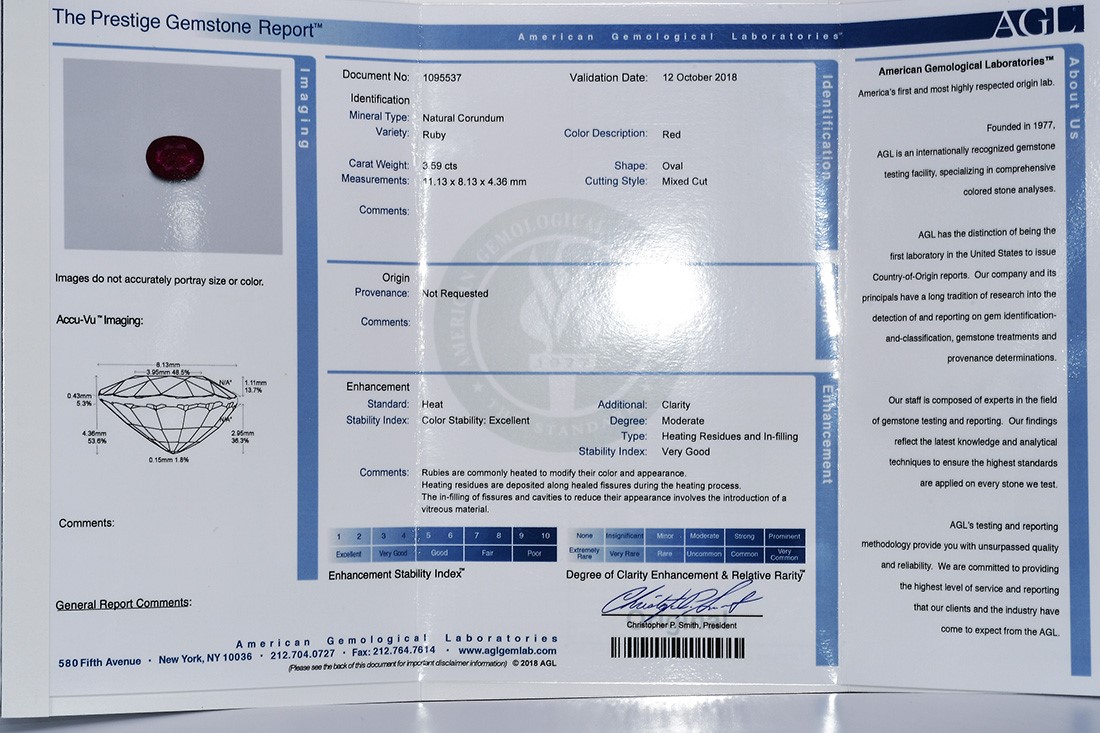 The Prestige Gemstone Report™
American Gemological Laboratories™
AGL
Imaging
Images do not accurately portray size or color.
Accu-Vu™ Imaging:
8.13mm
3.95mm 48.5%
N/A*
1.11mm
13.7%
0.43mm
5.3%
N/A*
4.36mm
53.6%
2.95mm
36.3%
0.15mm 1.8%
Comments:
General Report Comments:
Document No: 1095537
Validation Date: 12 October 2018
Identification
Identification
Mineral Type: Natural Corundum
Variety: Ruby
Color Description: Red
Carat Weight: 3.59 cts
Shape: Oval
Measurements: 11.13 x 8.13 x 4.36 mm
Cutting Style: Mixed Cut
Comments:
Origin
Provenance: Not Requested
Comments:
AMERICAN GEMOLOGICAL
1977
Enhancement
Enhancement
Standard: Heat
Additional: Clarity
Stability Index: Color Stability: Excellent
Degree: Moderate
Type: Heating Residues and In-filling
Stability Index: Very Good
Comments: Rubies are commonly heated to modify their color and appearance.
Heating residues are deposited along healed fissures during the heating process.
The in-filling of fissures and cavities to reduce their appearance involves the introduction of a
vitreous material.
1 2 3 4 5 6 7 8 9 10
Excellent Very Good Good Fair Poor
Enhancement Stability Index™
None Insignificant Minor Moderate Strong Prominent
Extremely Rare Very Rare Rare Uncommon Common Very Common
Degree of Clarity Enhancement & Relative Rarity™
Original
Christopher P. Smith, President
American Gemological Laboratories
580 Fifth Avenue · New York, NY 10036 · 212.704.0727 · Fax: 212.764.7614 · www.aglgemlab.com
(Please see the back of this document for important disclaimer information) © 2018 AGL
About Us
American Gemological Laboratories™
America's first and most highly respected origin lab.
Founded in 1977,
AGL is an internationally recognized gemstone
testing facility, specializing in comprehensive
colored stone analyses.
AGL has the distinction of being the
first laboratory in the United States to issue
Country-of-Origin reports. Our company and its
principals have a long tradition of research into the
detection of and reporting on gem identification-
and-classification, gemstone treatments and
provenance determinations.
Our staff is composed of experts in the field
of gemstone testing and reporting. Our findings
reflect the latest knowledge and analytical
techniques to ensure the highest standards
are applied on every stone we test.
AGL's testing and reporting
methodology provide you with unsurpassed quality
and reliability. We are committed to providing
the highest level of service and reporting
that our clients and the industry have
come to expect from the AGL.